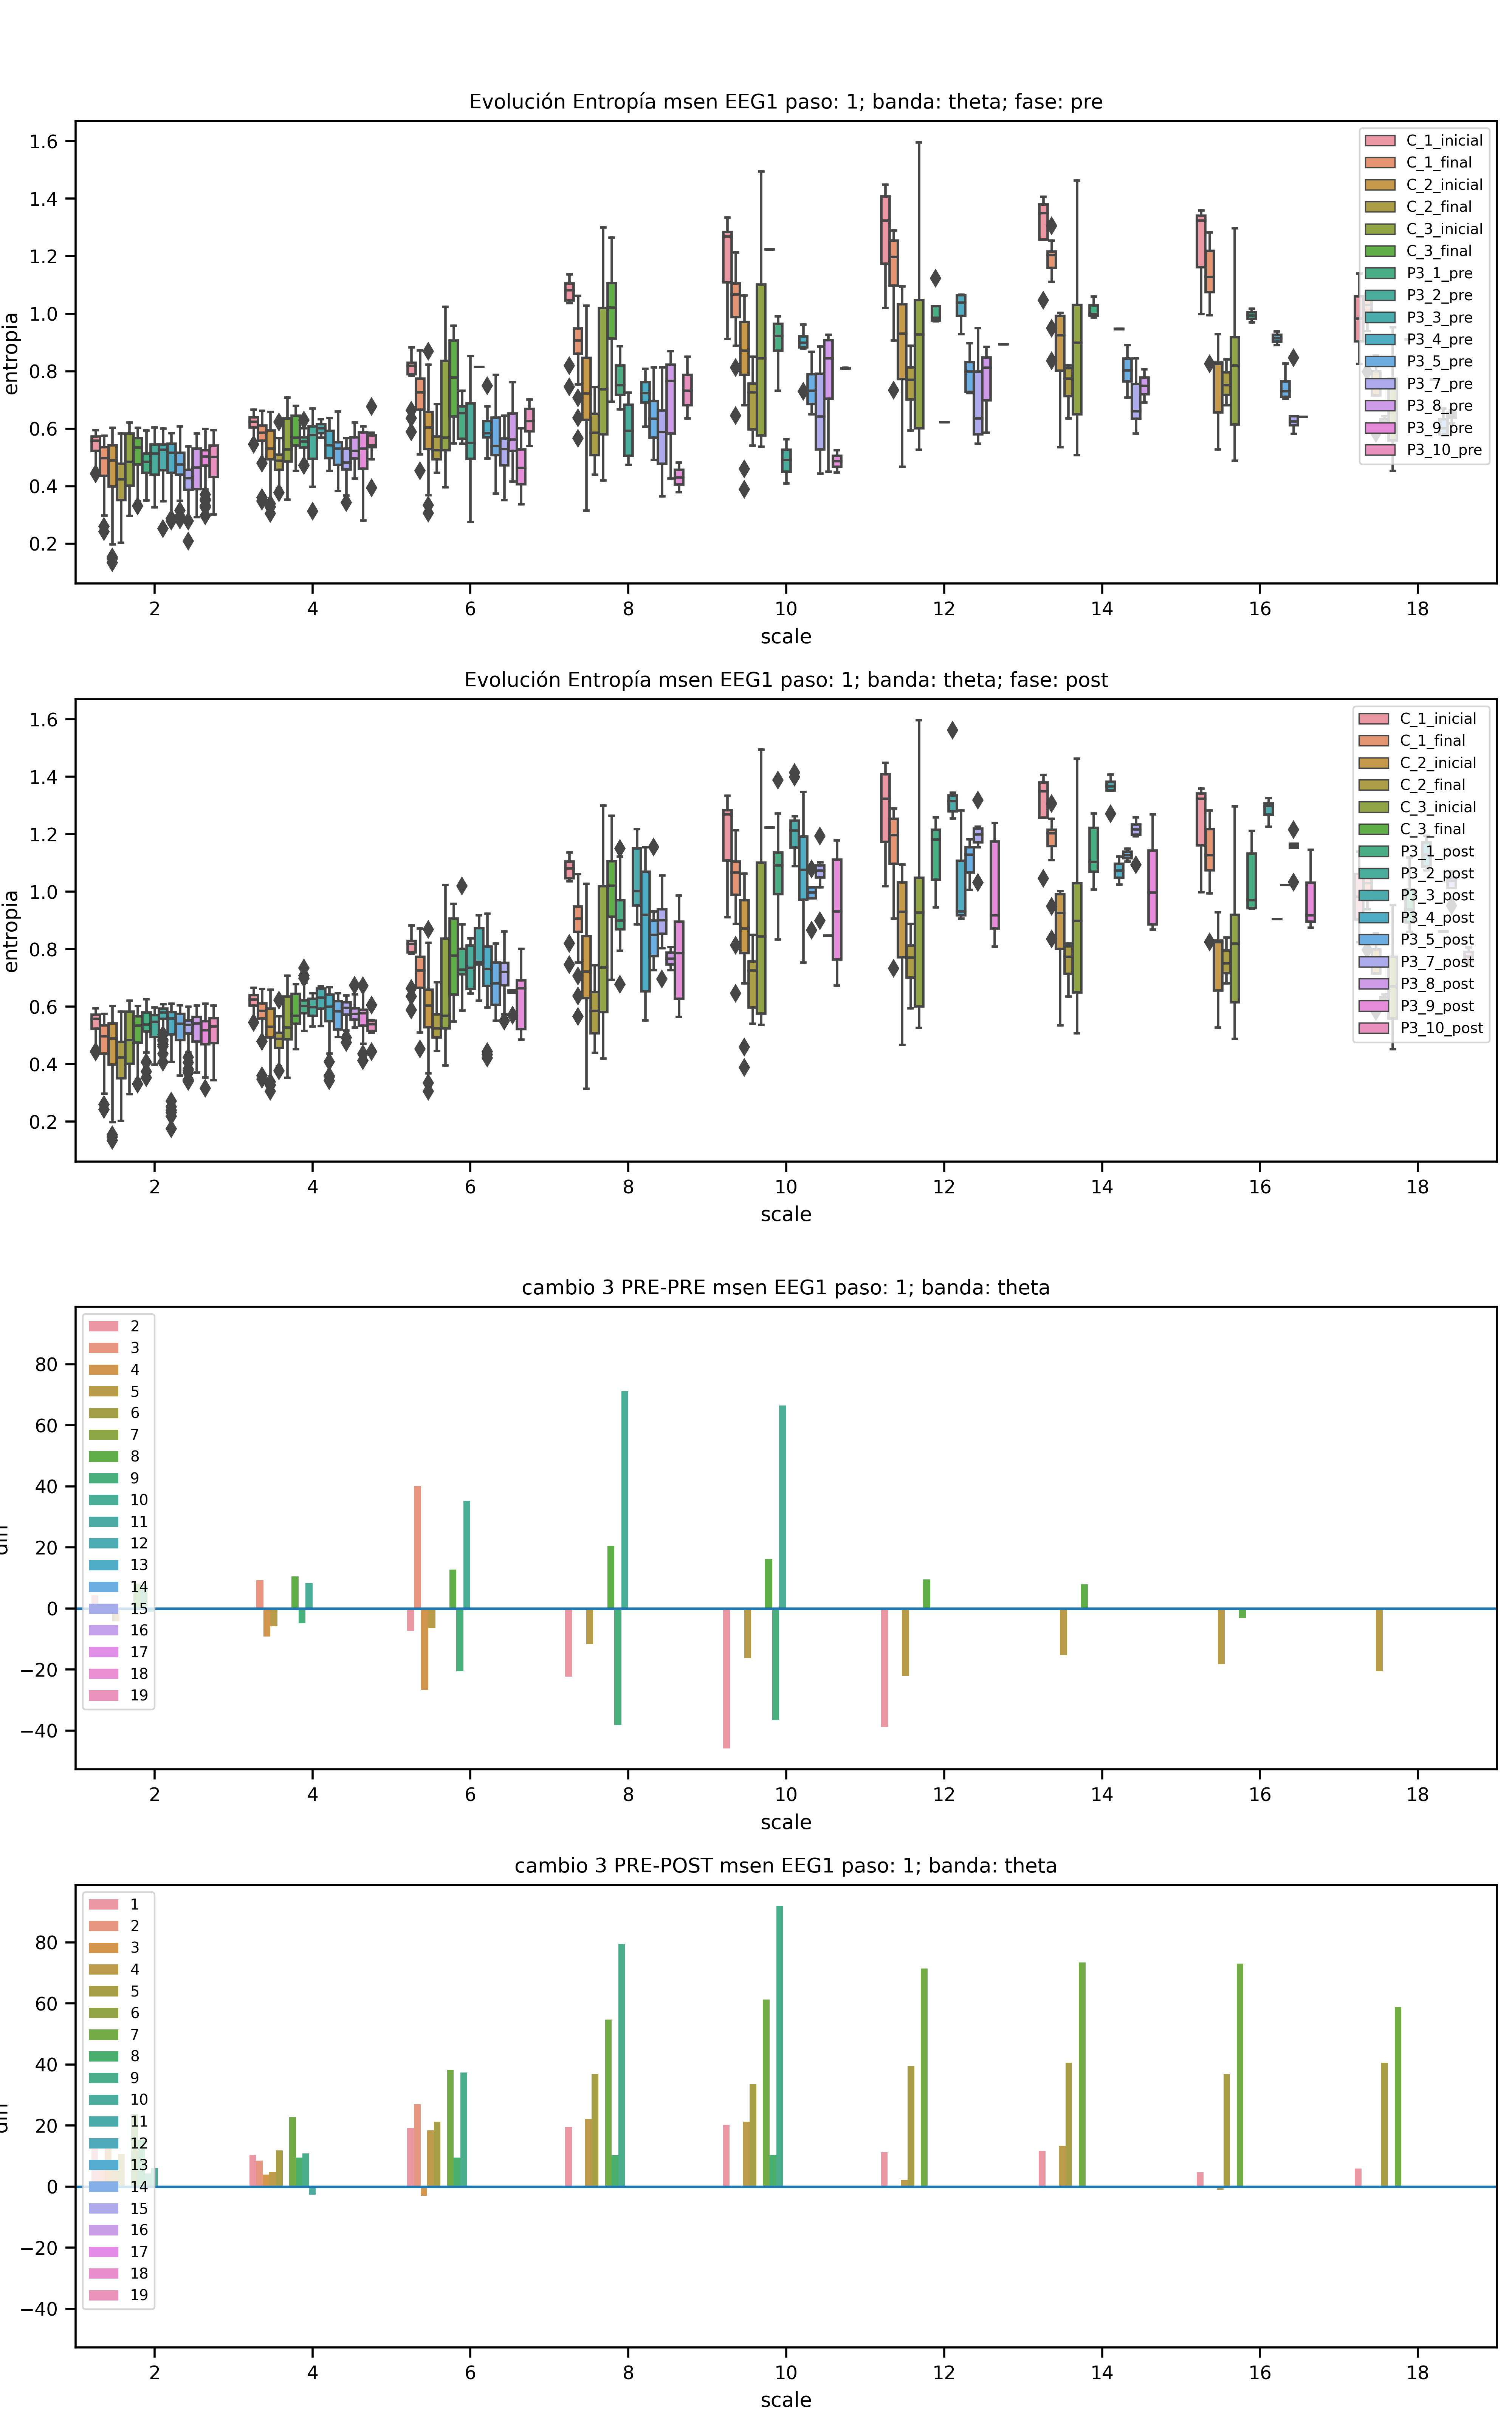 Evolución Entropía msen EEG1 paso: 1; banda: theta; fase: pre
entropia
1.6
1.4
1.2
1.0
0.8
0.6
0.4
0.2
C_1_inicial
C_1_final
C_2_inicial
C_2_final
C_3_inicial
C_3_final
P3_1_pre
P3_2_pre
P3_3_pre
P3_4_pre
P3_5_pre
P3_7_pre
P3_8_pre
P3_9_pre
P3_10_pre
2 4 6 8 10 12 14 16 18
scale
Evolución Entropía msen EEG1 paso: 1; banda: theta; fase: post
entropia
1.6
1.4
1.2
1.0
0.8
0.6
0.4
0.2
C_1_inicial
C_1_final
C_2_inicial
C_2_final
C_3_inicial
C_3_final
P3_1_post
P3_2_post
P3_3_post
P3_4_post
P3_5_post
P3_7_post
P3_8_post
P3_9_post
P3_10_post
2 4 6 8 10 12 14 16 18
scale
cambio 3 PRE-PRE msen EEG1 paso: 1; banda: theta
80
60
40
20
0
−20
−40
2
3
4
5
6
7
8
9
10
11
12
13
14
15
16
17
18
19
2 4 6 8 10 12 14 16 18
scale
cambio 3 PRE-POST msen EEG1 paso: 1; banda: theta
80
60
40
20
0
−20
−40
1
2
3
4
5
6
7
8
9
10
11
12
13
14
15
16
17
18
19
2 4 6 8 10 12 14 16 18
scale